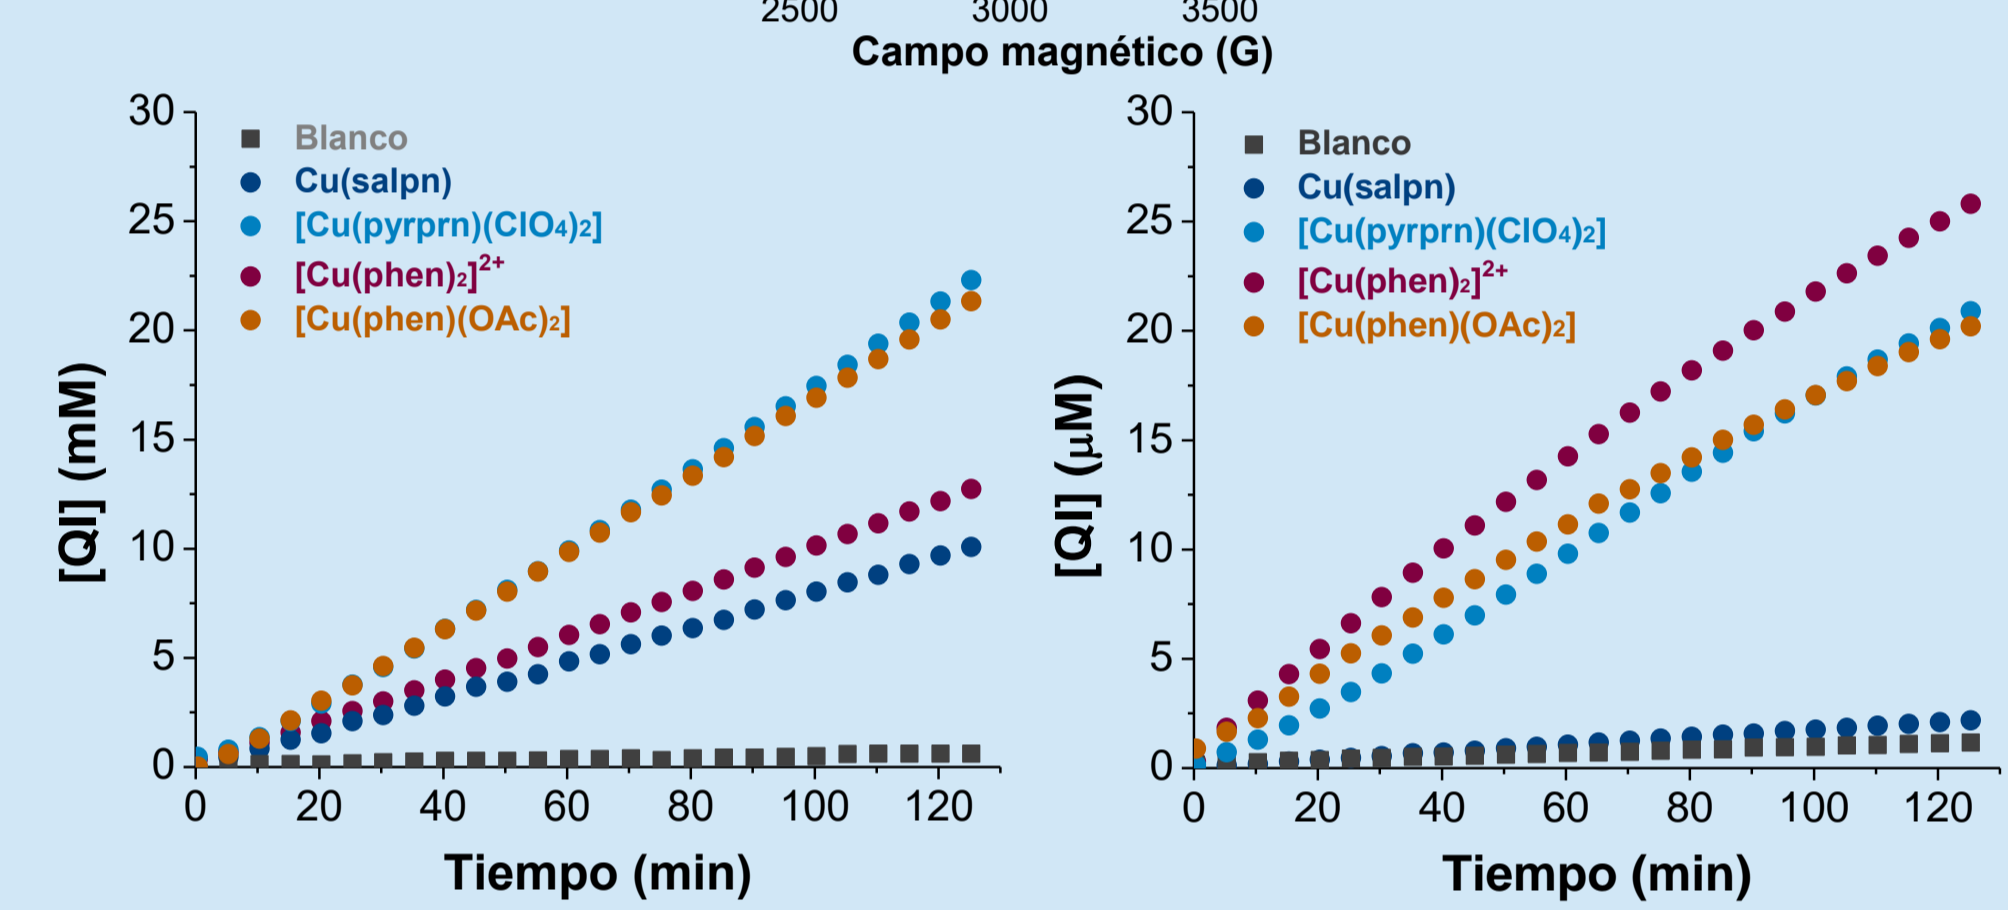 2500 3000 3500
Campo magnético (G)
30
25
20
15
10
5
0
[QI] (mM)
Blanco
Cu(salpn)
[Cu(pyrprn)(ClO4)2]
[Cu(phen)2]2+
[Cu(phen)(OAc)2]
0 20 40 60 80 100 120
Tiempo (min)
30
25
20
15
10
5
0
[QI] (μM)
Blanco
Cu(salpn)
[Cu(pyrprn)(ClO4)2]
[Cu(phen)2]2+
[Cu(phen)(OAc)2]
0 20 40 60 80 100 120
Tiempo (min)